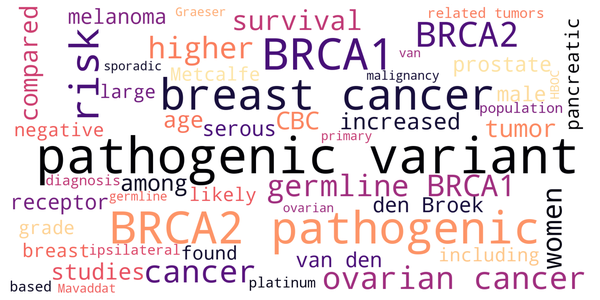 compared
melanoma
Graeser
survival
related tumors
BRCA2
risk
higher
BRCA1
van
prostate
pancreatic
sporadic
Metcalfe
malignancy
HBOC
large
breast cancer
male
population
negative
age
serous
CBC
increased
tumor
primary
pathogenic variant
diagnosis
among
germline BRCA1
women
receptor
germline
likely
ovarian
den Broek
grade
BRCA2
pathogenic
breast
ipsilateral
found
van den
including
studies
cancer
platinum
ovarian cancer
based
Mavaddat